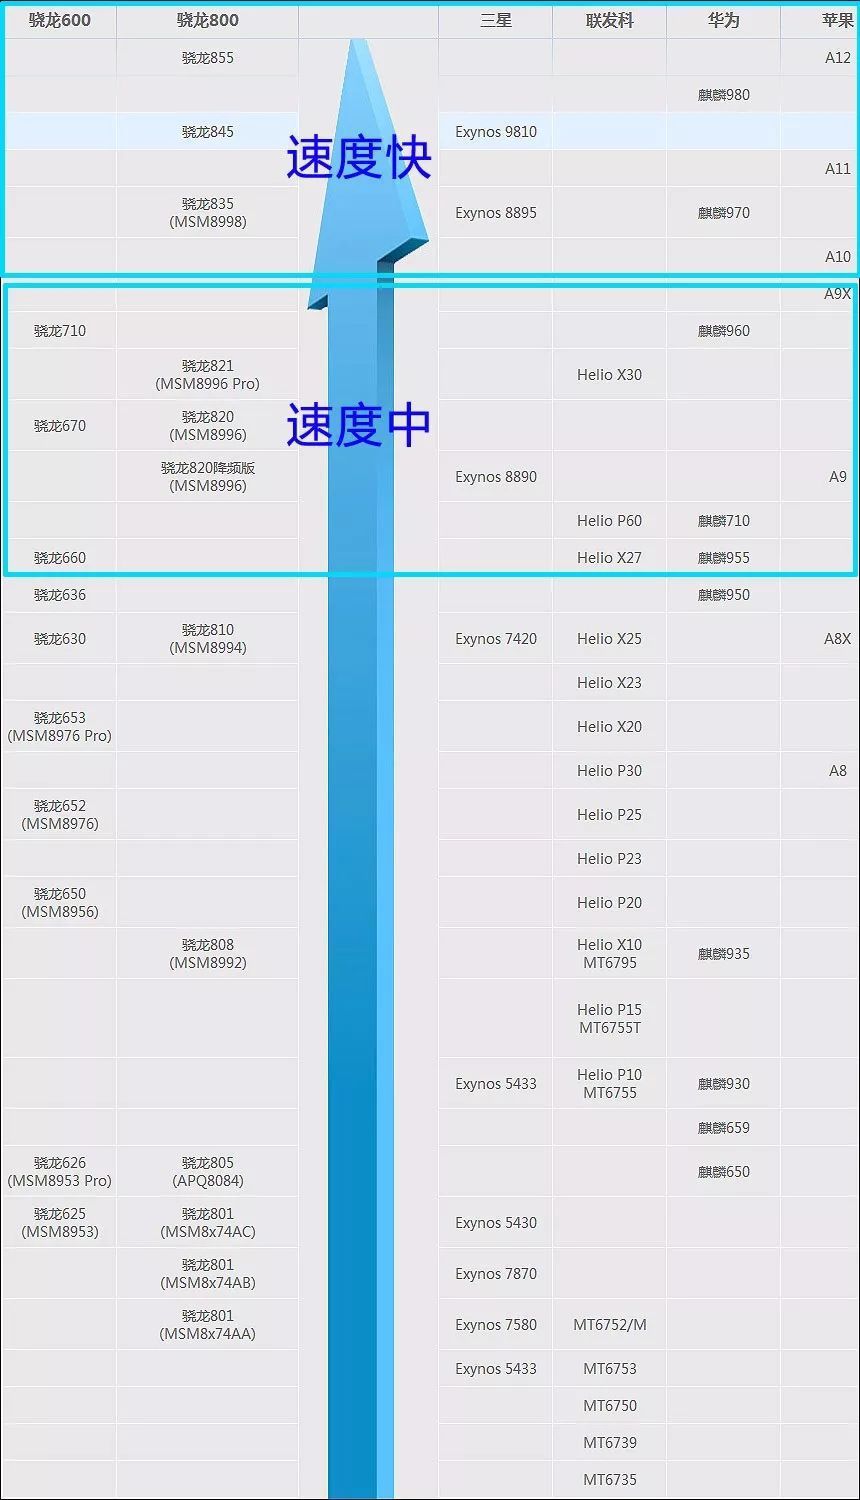 骁龙600 骁龙800 三星 联发科 华为 苹果
骁龙855 A12
麒麟980
骁龙845 Exynos 9810
速度快
A11
骁龙835 Exynos 8895 麒麟970
(MSM8998)
A10
A9X
骁龙710 麒麟960
骁龙821 Helio X30
(MSM8996 Pro)
骁龙670 骁龙820
(MSM8996)
速度中
骁龙820降频版 Exynos 8890 A9
(MSM8996)
Helio P60 麒麟710
骁龙660 Helio X27 麒麟955
骁龙636 麒麟950
骁龙630 骁龙810 Exynos 7420 Helio X25 A8X
(MSM8994)
Helio X23
骁龙653 Helio X20
(MSM8976 Pro)
Helio P30 A8
骁龙652 Helio P25
(MSM8976)
Helio P23
骁龙650 Helio P20
(MSM8956)
骁龙808 Helio X10 麒麟935
(MSM8992) MT6795
Helio P15
MT6755T
Exynos 5433 Helio P10 麒麟930
MT6755
麒麟659
骁龙626 骁龙805 麒麟650
(MSM8953 Pro) (APQ8084)
骁龙625 骁龙801 Exynos 5430
(MSM8953) (MSM8x74AC)
骁龙801 Exynos 7870
(MSM8x74AB)
骁龙801 Exynos 7580 MT6752/M
(MSM8x74AA)
Exynos 5433 MT6753
MT6750
MT6739
MT6735